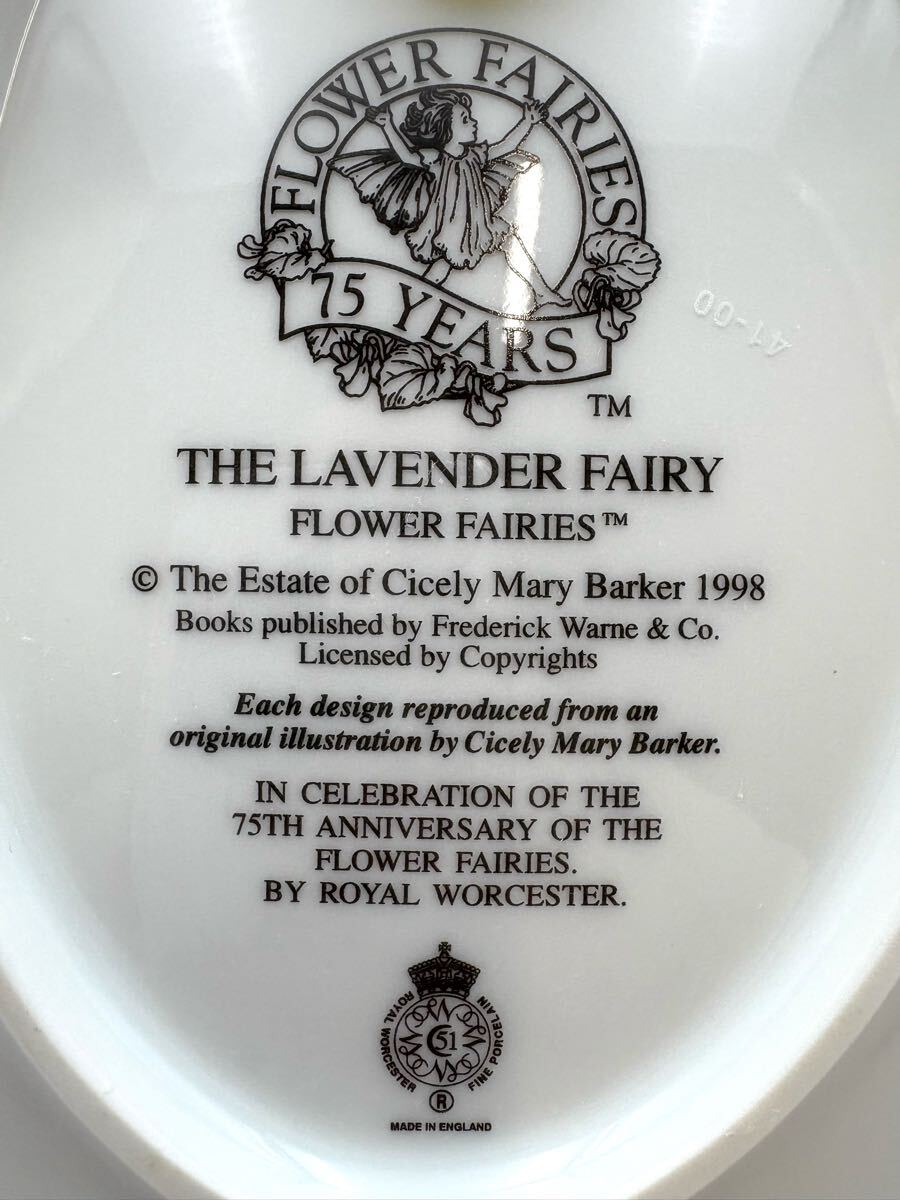 FLOWER FAIRIES
75 YEARS
TM
41-00
THE LAVENDER FAIRY
FLOWER FAIRIES™
© The Estate of Cicely Mary Barker 1998
Books published by Frederick Warne & Co.
Licensed by Copyrights
Each design reproduced from an
original illustration by Cicely Mary Barker.
IN CELEBRATION OF THE
75TH ANNIVERSARY OF THE
FLOWER FAIRIES.
BY ROYAL WORCESTER.
ROYAL WORCESTER
FINE PORCELAIN
51
®
MADE IN ENGLAND